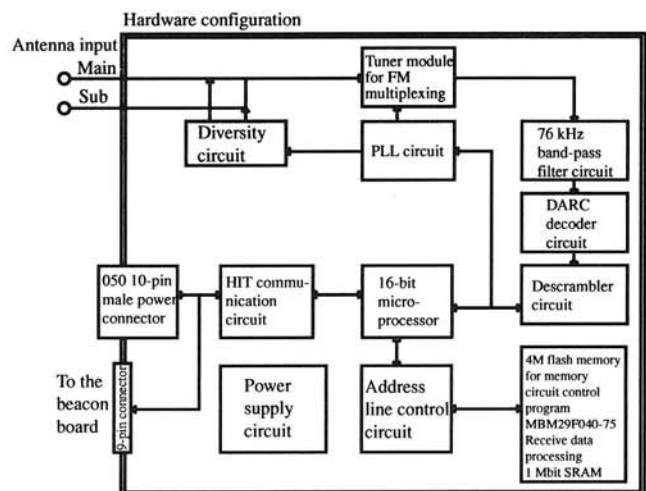 Hardware configuration
Antenna input
Main
Sub
Tuner module
for FM
multiplexing
Diversity
circuit
PLL circuit
76 kHz
band-pass
filter circuit
DARC
decoder
circuit
050 10-pin
male power
connector
HIT commu-
nication
circuit
16-bit
micro-
processor
Descrambler
circuit
To the
beacon
board
9-pin connector
Power
supply
circuit
Address
line control
circuit
4M flash memory
for memory
circuit control
program
MBM29F040-75
Receive data
processing
1 Mbit SRAM